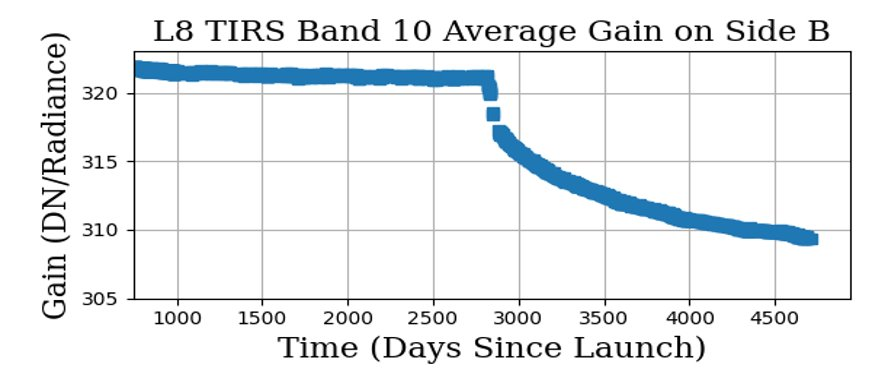 L8 TIRS Band 10 Average Gain on Side B
Gain (DN/Radiance)
320
315
310
305
1000 1500 2000 2500 3000 3500 4000 4500
Time (Days Since Launch)